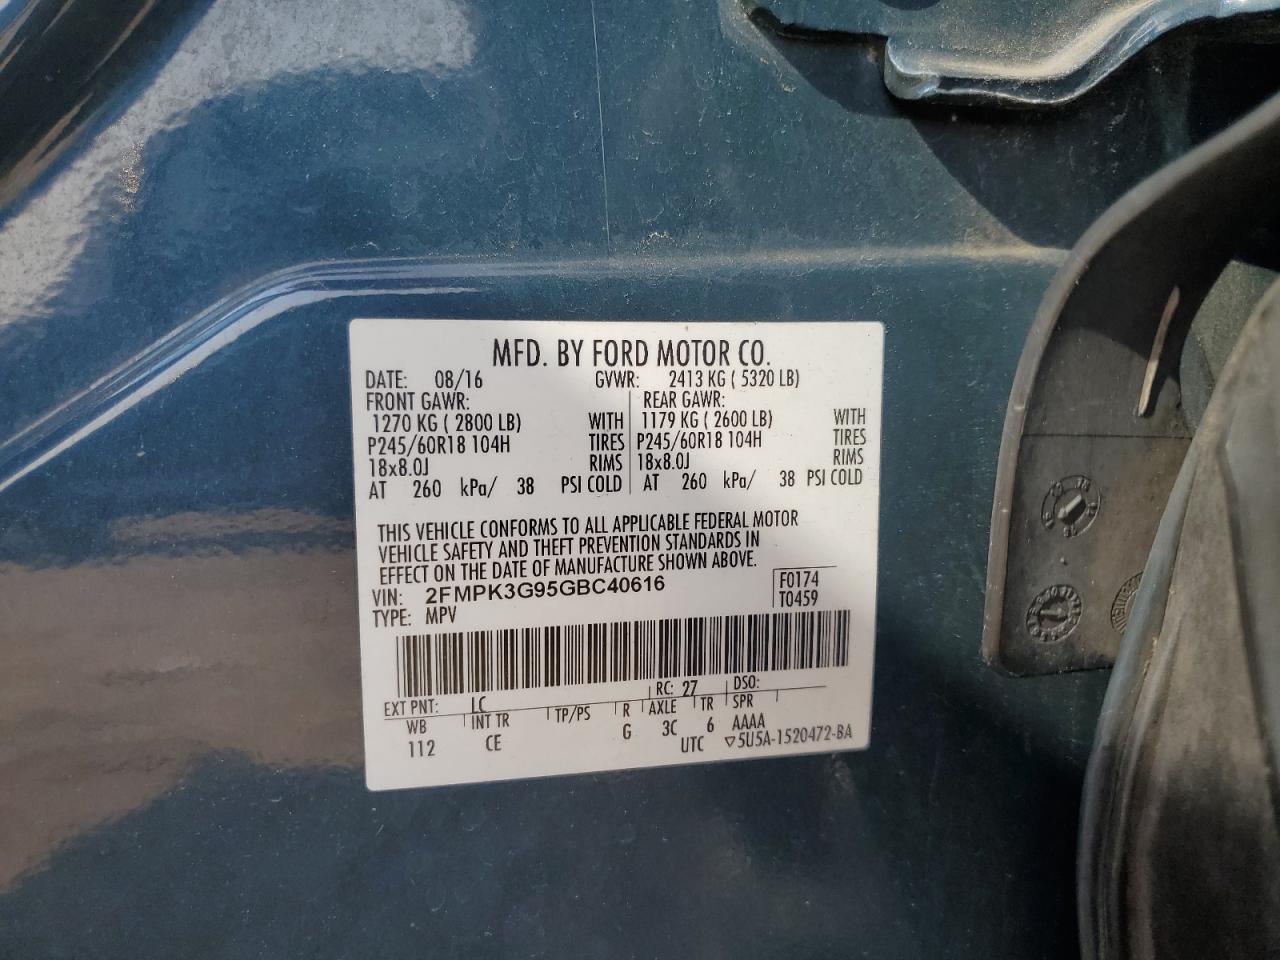 MFD. BY FORD MOTOR CO.
DATE: 08/16 GVWR: 2413 KG ( 5320 LB)
FRONT GAWR: REAR GAWR:
1270 KG ( 2800 LB) WITH 1179 KG ( 2600 LB) WITH
P245/60R18 104H TIRES P245/60R18 104H TIRES
18x8.0J RIMS 18x8.0J RIMS
AT 260 kPa/ 38 PSI COLD AT 260 kPa/ 38 PSI COLD
THIS VEHICLE CONFORMS TO ALL APPLICABLE FEDERAL MOTOR
VEHICLE SAFETY AND THEFT PREVENTION STANDARDS IN
EFFECT ON THE DATE OF MANUFACTURE SHOWN ABOVE.
VIN: 2FMPK3G95GBC40616 F0174
TYPE: MPV T0459
EXT PNT: LC RC: 27 DSO:
WB INT TR TP/PS R AXLE TR SPR
112 CE G 3C 6 AAAA
UTC ▽5U5A-1520472-BA